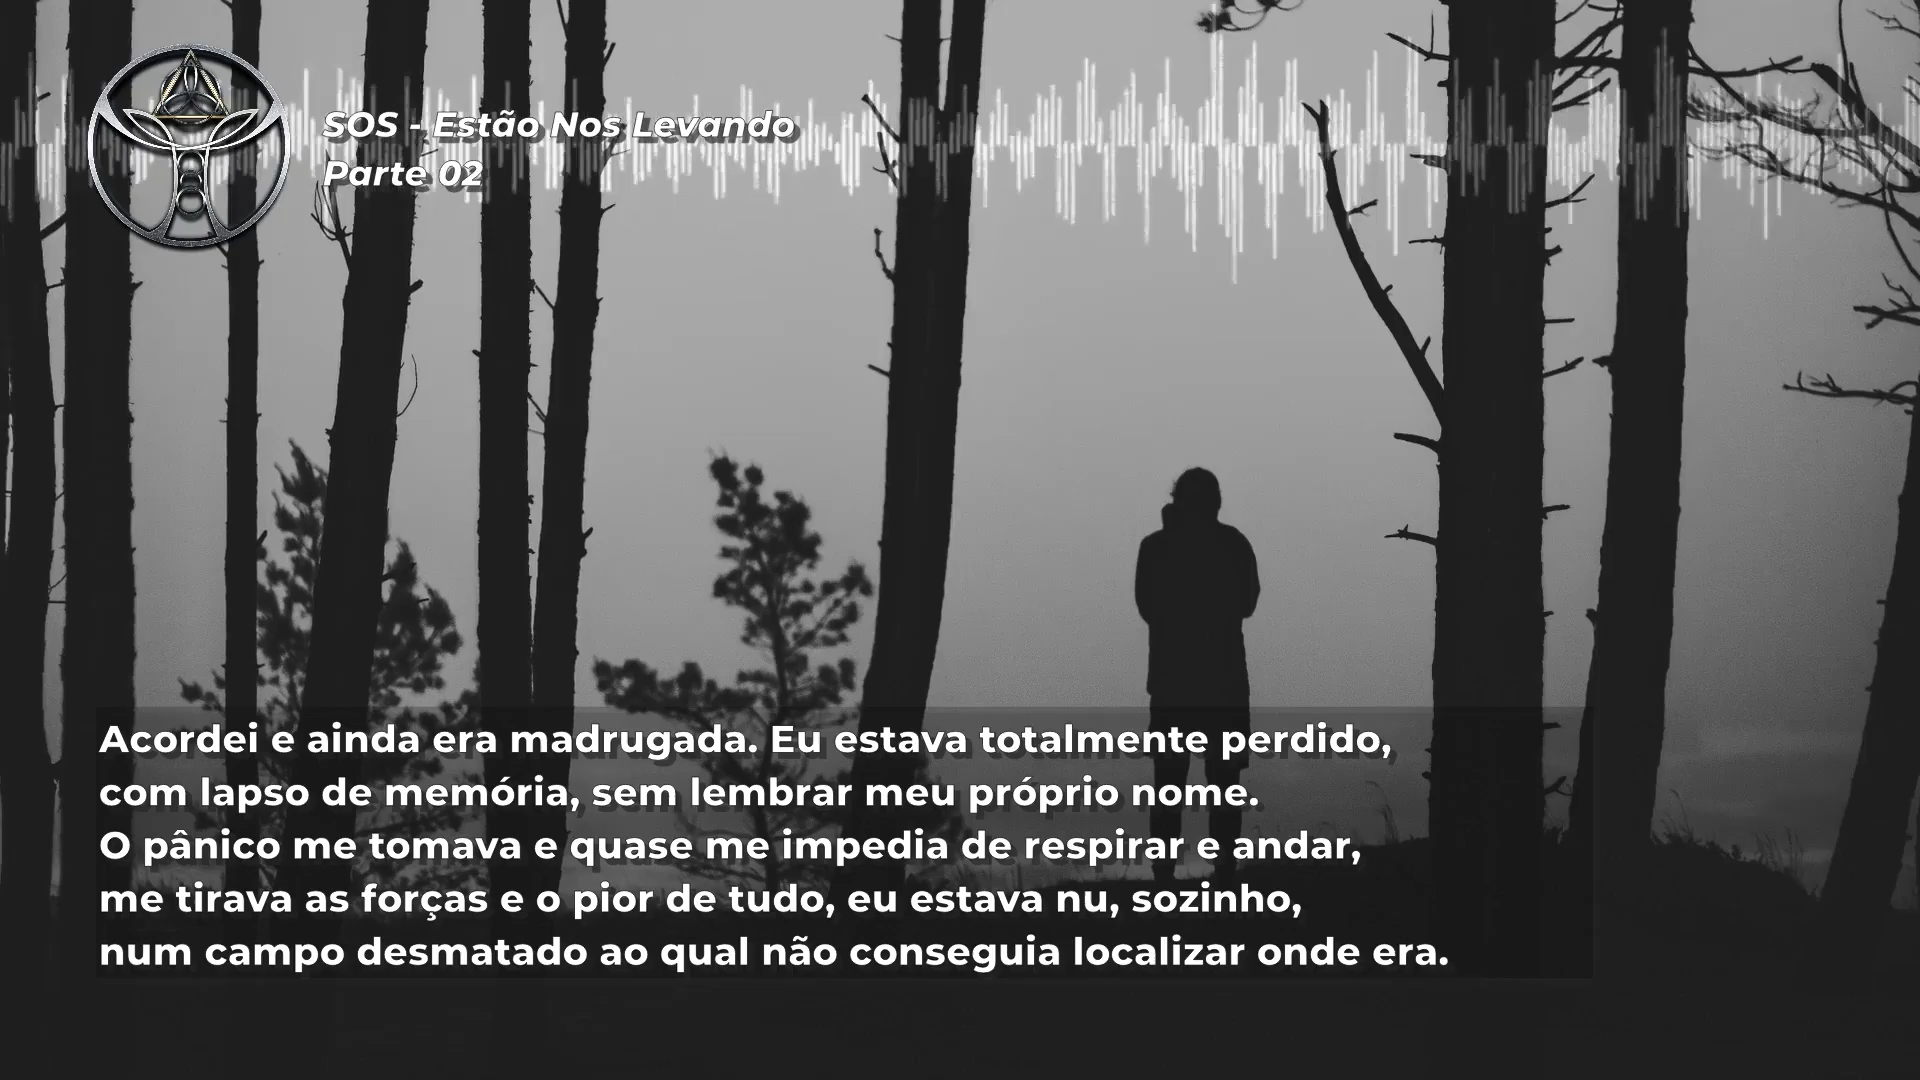 SOS - Estão Nos Levando
Parte 02
Acordei e ainda era madrugada. Eu estava totalmente perdido,
com lapso de memória, sem lembrar meu próprio nome.
O pânico me tomava e quase me impedia de respirar e andar,
me tirava as forças e o pior de tudo, eu estava nu, sozinho,
num campo desmatado ao qual não conseguia localizar onde era.